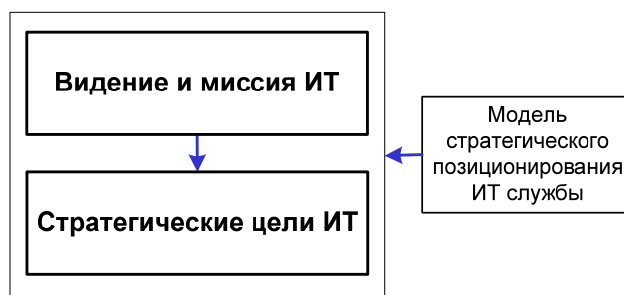 Видение и миссия ИТ
Стратегические цели ИТ
Модель
стратегического
позиционирования
ИТ службы